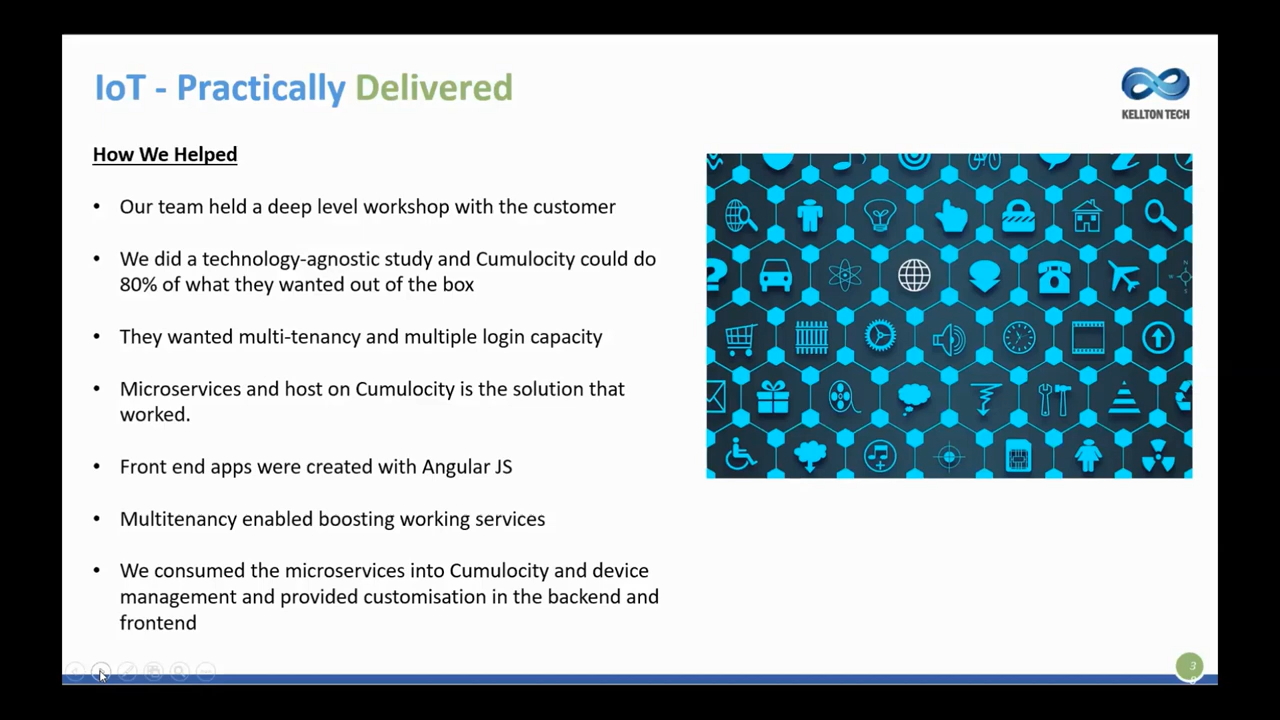 IoT - Practically Delivered
KELLTON TECH
How We Helped
• Our team held a deep level workshop with the customer
• We did a technology-agnostic study and Cumulocity could do
80% of what they wanted out of the box
• They wanted multi-tenancy and multiple login capacity
• Microservices and host on Cumulocity is the solution that
worked.
• Front end apps were created with Angular JS
• Multitenancy enabled boosting working services
• We consumed the microservices into Cumulocity and device
management and provided customisation in the backend and
frontend
3